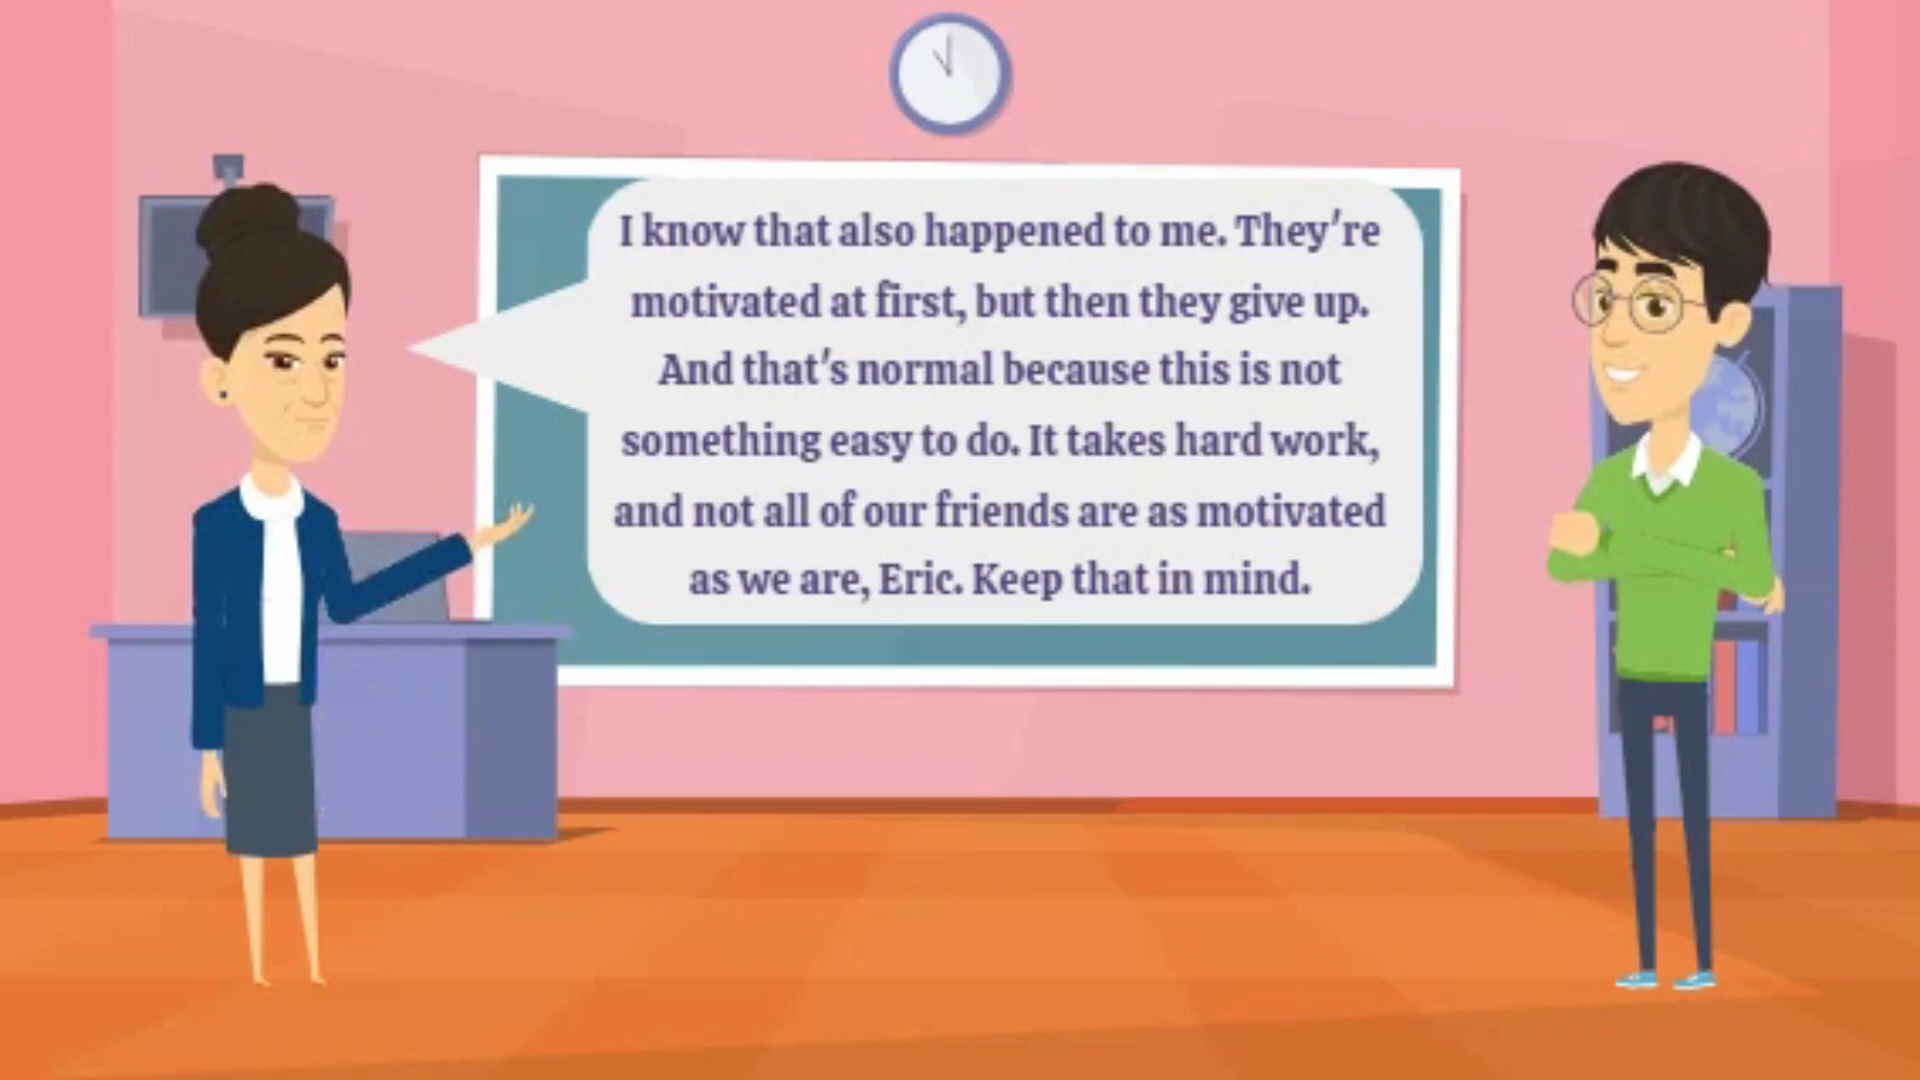 I know that also happened to me. They're
motivated at first, but then they give up.
And that's normal because this is not
something easy to do. It takes hard work,
and not all of our friends are as motivated
as we are, Eric. Keep that in mind.